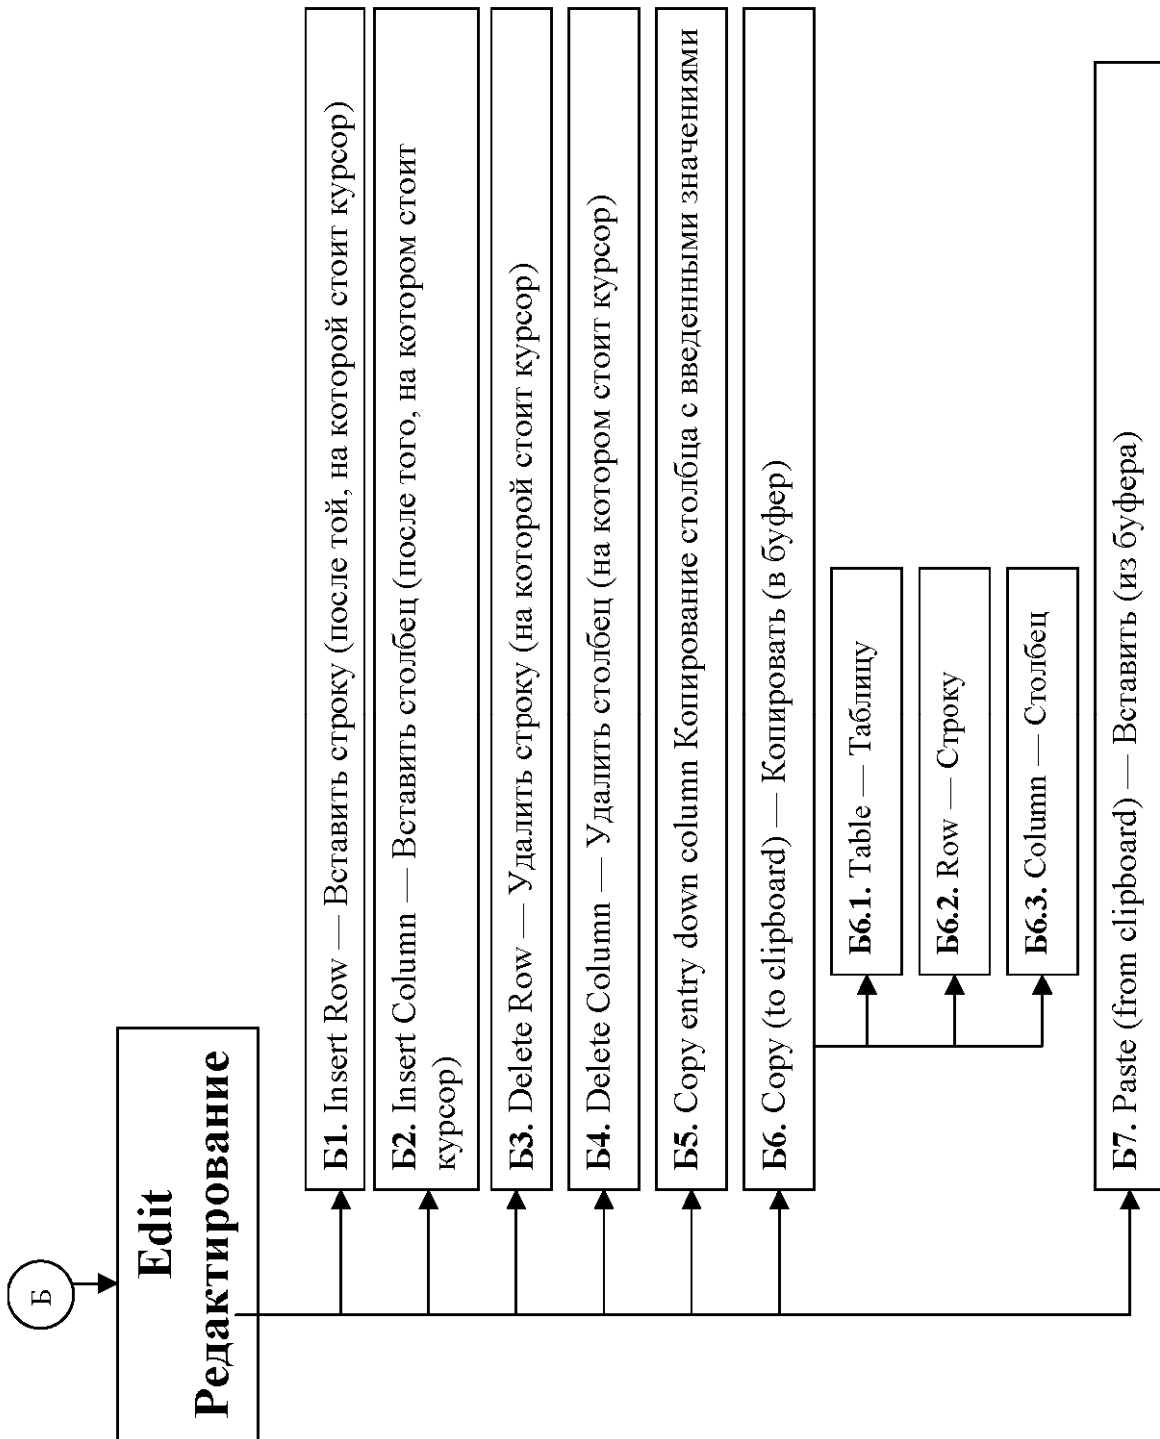 Б
Edit
Редактирование
Б1. Insert Row — Вставить строку (после той, на которой стоит курсор)
Б2. Insert Column — Вставить столбец (после того, на котором стоит
курсор)
Б3. Delete Row — Удалить строку (на которой стоит курсор)
Б4. Delete Column — Удалить столбец (на котором стоит курсор)
Б5. Copy entry down column Копирование столбца с введенными значениями
Б6. Copy (to clipboard) — Копировать (в буфер)
Б6.1. Table — Таблицу
Б6.2. Row — Строку
Б6.3. Column — Столбец
Б7. Paste (from clipboard) — Вставить (из буфера)